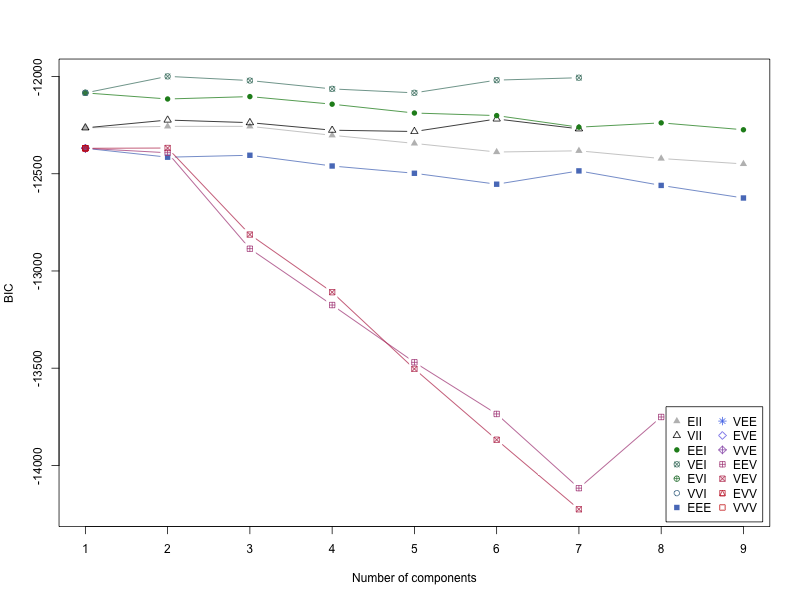 -12000
-12500
-13000
-13500
-14000
BIC
EII
VII
EEI
VEI
EVI
VVI
EEE
VEE
EVE
VVE
EEV
VEV
EVV
VVV
1 2 3 4 5 6 7 8 9
Number of components